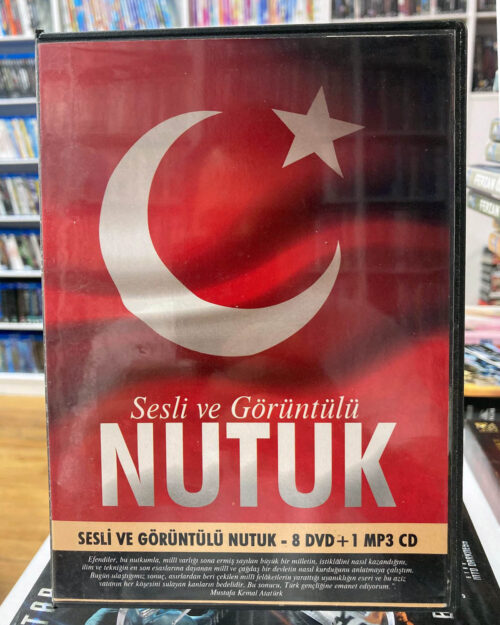 Sesli ve Görüntülü
NUTUK
SESLİ VE GÖRÜNTÜLÜ NUTUK - 8 DVD + 1 MP3 CD
Efendiler, bu nutkumla, milli varlığı sona ermiş sayılan büyük bir milletin, istiklâlini nasıl kazandığını,
ilim ve tekniğin en son esaslarına dayanan milli ve çağdaş bir devletin nasıl kurduğunu anlatmaya çalıştım.
Bugün ulaştığımız sonuç, asırlardan beri çekilen milli felâketlerin yarattığı uyanıklığın eseri ve bu aziz
vatanın her köşesini sulayan kanların bedelidir. Bu sonucu, Türk gençliğine emanet ediyorum. "
Mustafa Kemal Atatürk